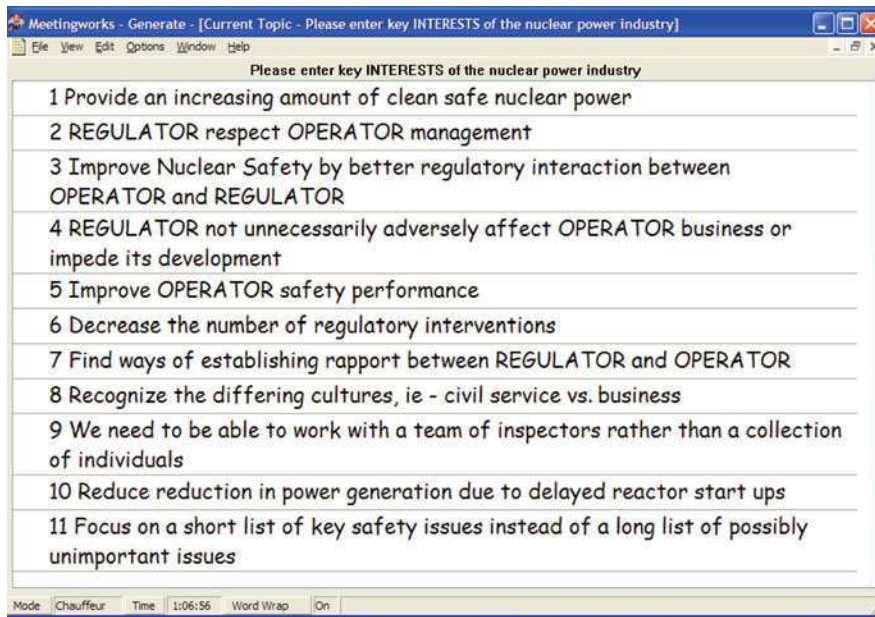 Meetingworks - Generate - [Current Topic - Please enter key INTERESTS of the nuclear power industry]
File View Edit Options Window Help
Please enter key INTERESTS of the nuclear power industry
1 Provide an increasing amount of clean safe nuclear power
2 REGULATOR respect OPERATOR management
3 Improve Nuclear Safety by better regulatory interaction between
OPERATOR and REGULATOR
4 REGULATOR not unnecessarily adversely affect OPERATOR business or
impede its development
5 Improve OPERATOR safety performance
6 Decrease the number of regulatory interventions
7 Find ways of establishing rapport between REGULATOR and OPERATOR
8 Recognize the differing cultures, ie - civil service vs. business
9 We need to be able to work with a team of inspectors rather than a collection
of individuals
10 Reduce reduction in power generation due to delayed reactor start ups
11 Focus on a short list of key safety issues instead of a long list of possibly
unimportant issues
Mode Chauffeur Time 1:06:56 Word Wrap On